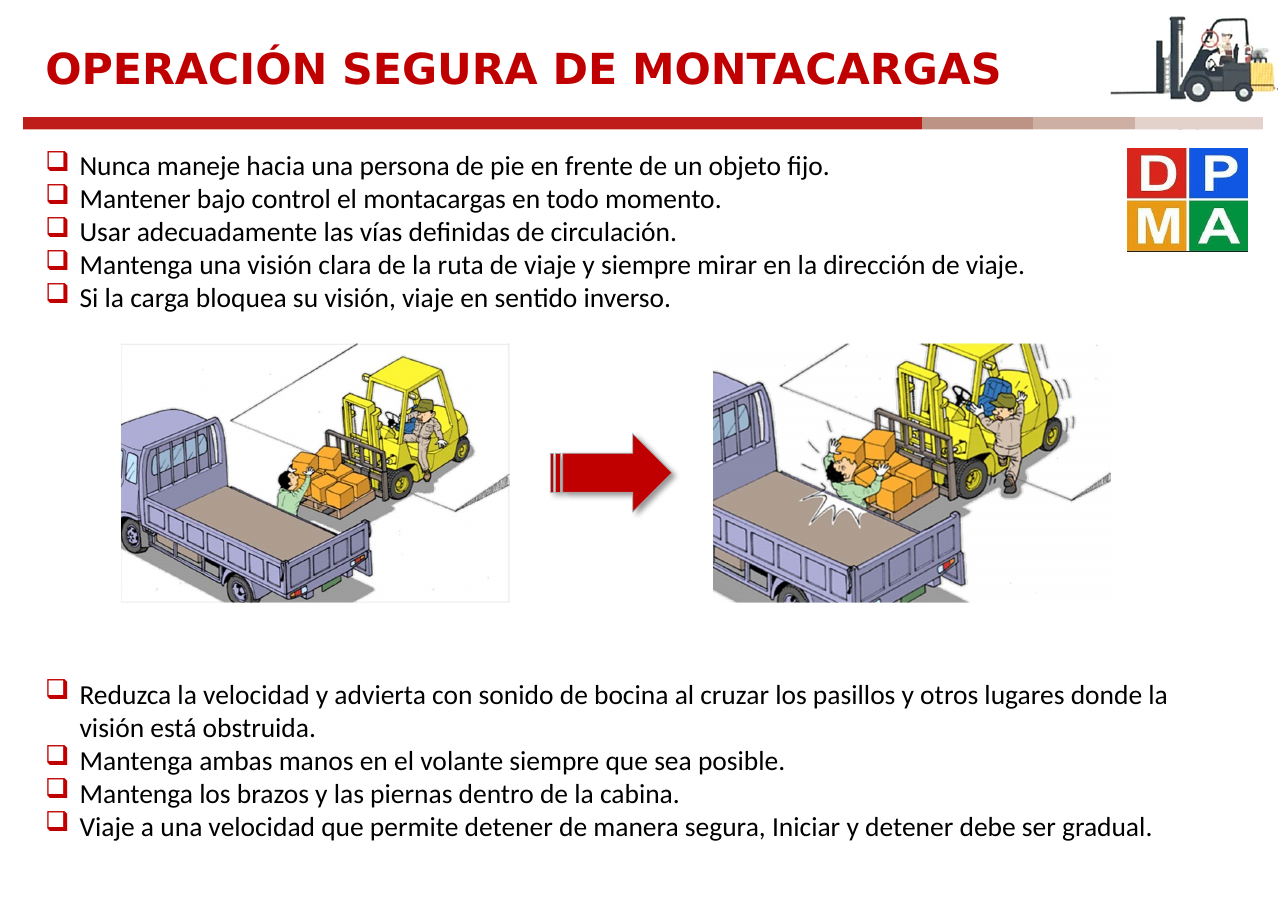 OPERACIÓN SEGURA DE MONTACARGAS
Nunca maneje hacia una persona de pie en frente de un objeto fijo.
Mantener bajo control el montacargas en todo momento.
Usar adecuadamente las vías definidas de circulación.
Mantenga una visión clara de la ruta de viaje y siempre mirar en la dirección de viaje.
Si la carga bloquea su visión, viaje en sentido inverso.
D P
M A
Reduzca la velocidad y advierta con sonido de bocina al cruzar los pasillos y otros lugares donde la
visión está obstruida.
Mantenga ambas manos en el volante siempre que sea posible.
Mantenga los brazos y las piernas dentro de la cabina.
Viaje a una velocidad que permite detener de manera segura, Iniciar y detener debe ser gradual.